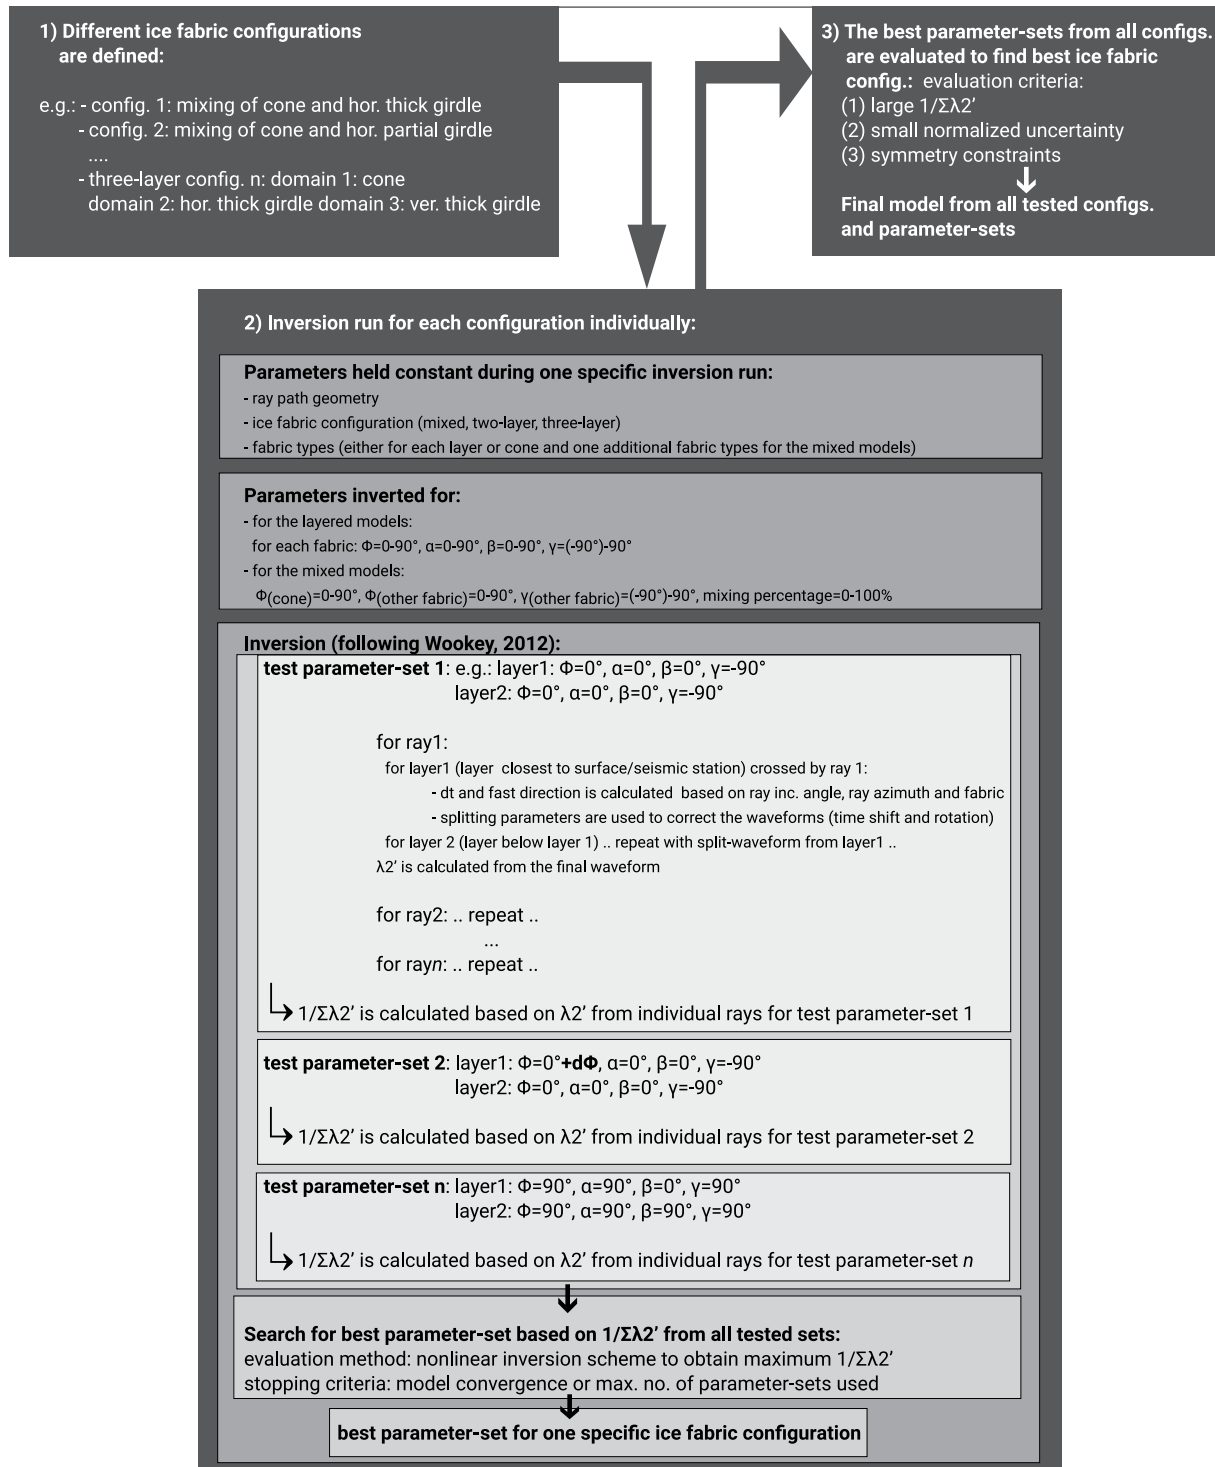 1) Different ice fabric configurations
are defined:
e.g.: - config. 1: mixing of cone and hor. thick girdle
- config. 2: mixing of cone and hor. partial girdle
....
- three-layer config. n: domain 1: cone
domain 2: hor. thick girdle domain 3: ver. thick girdle
3) The best parameter-sets from all configs.
are evaluated to find best ice fabric
config.: evaluation criteria:
(1) large 1/Σλ2’
(2) small normalized uncertainty
(3) symmetry constraints
Final model from all tested configs.
and parameter-sets
2) Inversion run for each configuration individually:
Parameters held constant during one specific inversion run:
- ray path geometry
- ice fabric configuration (mixed, two-layer, three-layer)
- fabric types (either for each layer or cone and one additional fabric types for the mixed models)
Parameters inverted for:
- for the layered models:
for each fabric: Φ=0-90°, α=0-90°, β=0-90°, γ=(-90°)-90°
- for the mixed models:
Φ(cone)=0-90°, Φ(other fabric)=0-90°, γ(other fabric)=(-90°)-90°, mixing percentage=0-100%
Inversion (following Wookey, 2012):
test parameter-set 1: e.g.: layer1: Φ=0°, α=0°, β=0°, γ=-90°
layer2: Φ=0°, α=0°, β=0°, γ=-90°
for ray1:
for layer1 (layer closest to surface/seismic station) crossed by ray 1:
- dt and fast direction is calculated based on ray inc. angle, ray azimuth and fabric
- splitting parameters are used to correct the waveforms (time shift and rotation)
for layer 2 (layer below layer 1) .. repeat with split-waveform from layer1 ..
λ2’ is calculated from the final waveform
for ray2: .. repeat ..
...
for rayn: .. repeat ..
1/Σλ2’ is calculated based on λ2’ from individual rays for test parameter-set 1
test parameter-set 2: layer1: Φ=0°+dΦ, α=0°, β=0°, γ=-90°
layer2: Φ=0°, α=0°, β=0°, γ=-90°
1/Σλ2’ is calculated based on λ2’ from individual rays for test parameter-set 2
test parameter-set n: layer1: Φ=90°, α=90°, β=0°, γ=90°
layer2: Φ=90°, α=90°, β=90°, γ=90°
1/Σλ2’ is calculated based on λ2’ from individual rays for test parameter-set n
Search for best parameter-set based on 1/Σλ2’ from all tested sets:
evaluation method: nonlinear inversion scheme to obtain maximum 1/Σλ2’
stopping criteria: model convergence or max. no. of parameter-sets used
best parameter-set for one specific ice fabric configuration